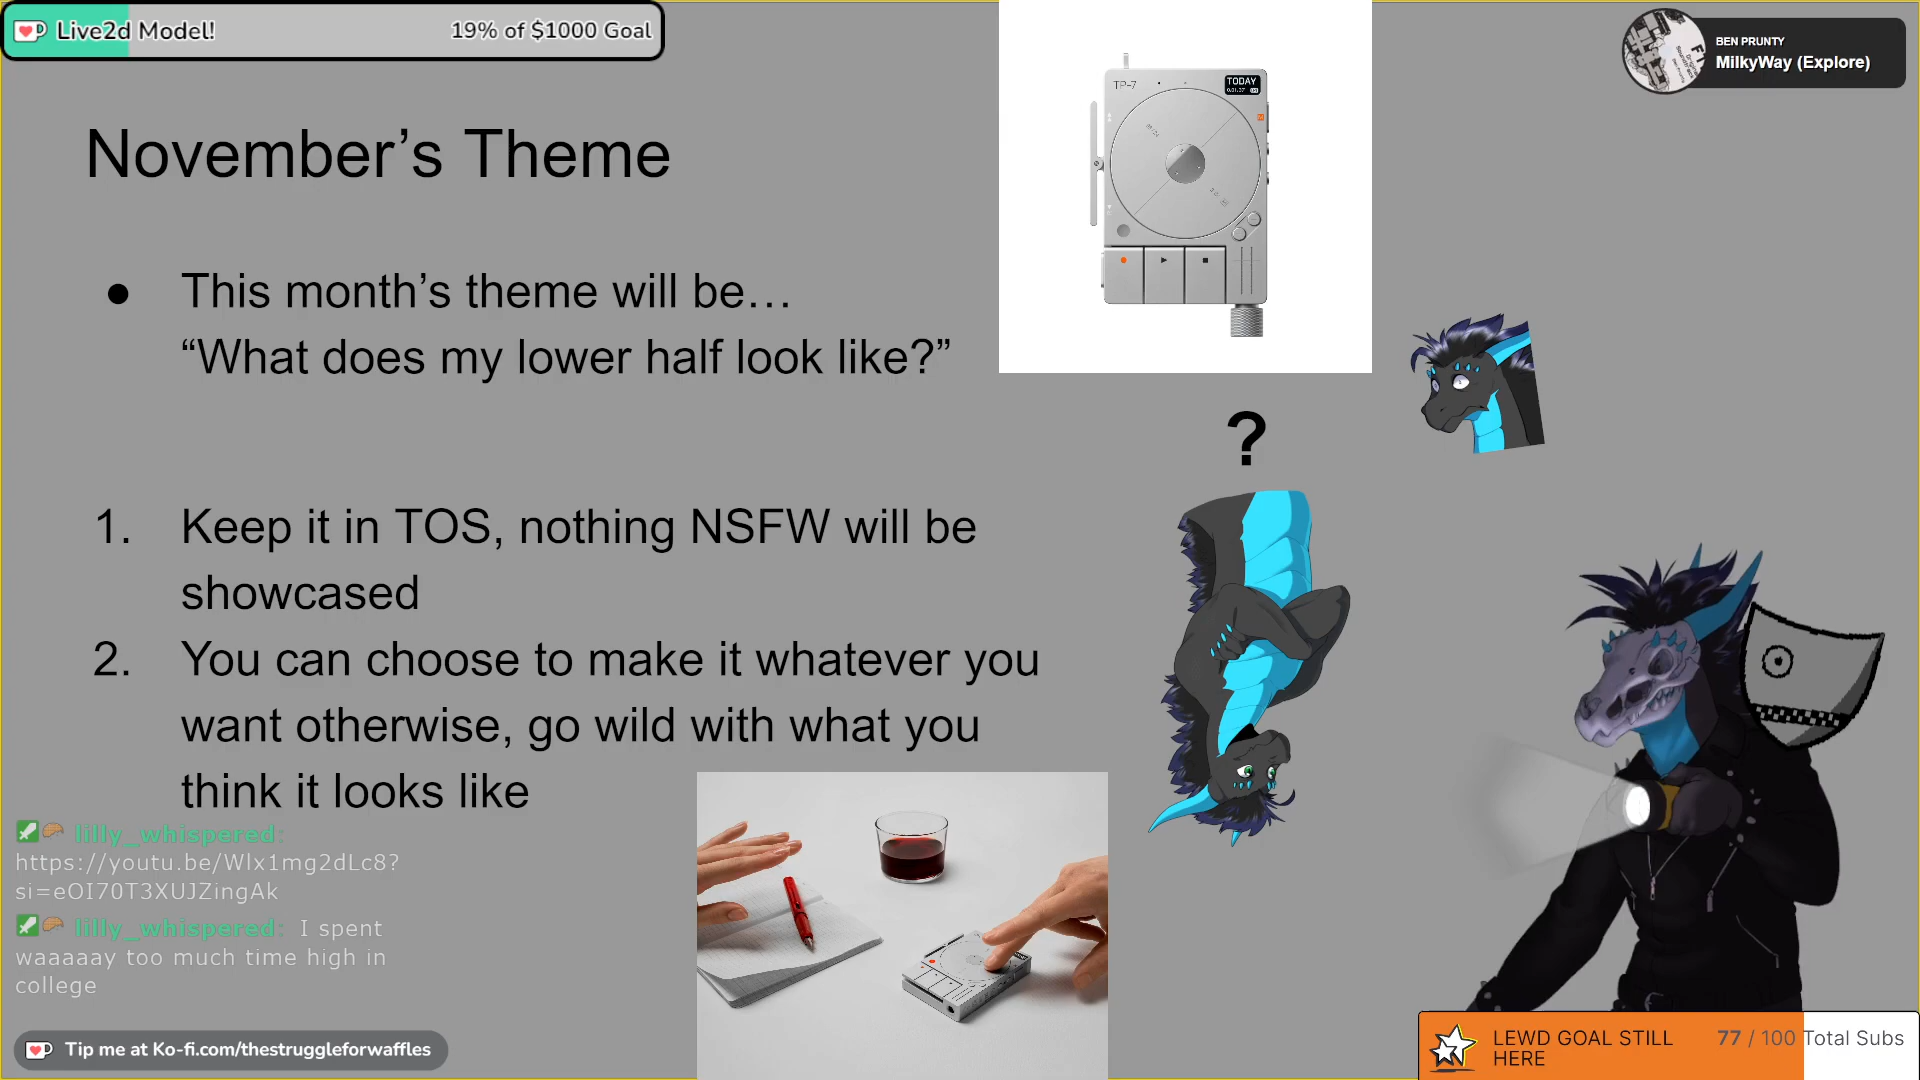 Live2d Model!
19% of $1000 Goal
BEN PRUNTY
MilkyWay (Explore)
TP-7
TODAY
November’s Theme
● This month’s theme will be…
“What does my lower half look like?”
?
1. Keep it in TOS, nothing NSFW will be
showcased
2. You can choose to make it whatever you
want otherwise, go wild with what you
think it looks like
lilly_whispered:
https://youtu.be/Wlx1mg2dLc8?
si=eOI70T3XUJZingAk
lilly_whispered: I spent
waaaaay too much time high in
college
Tip me at Ko-fi.com/thestruggleforwaffles
LEWD GOAL STILL
HERE
77 / 100 Total Subs